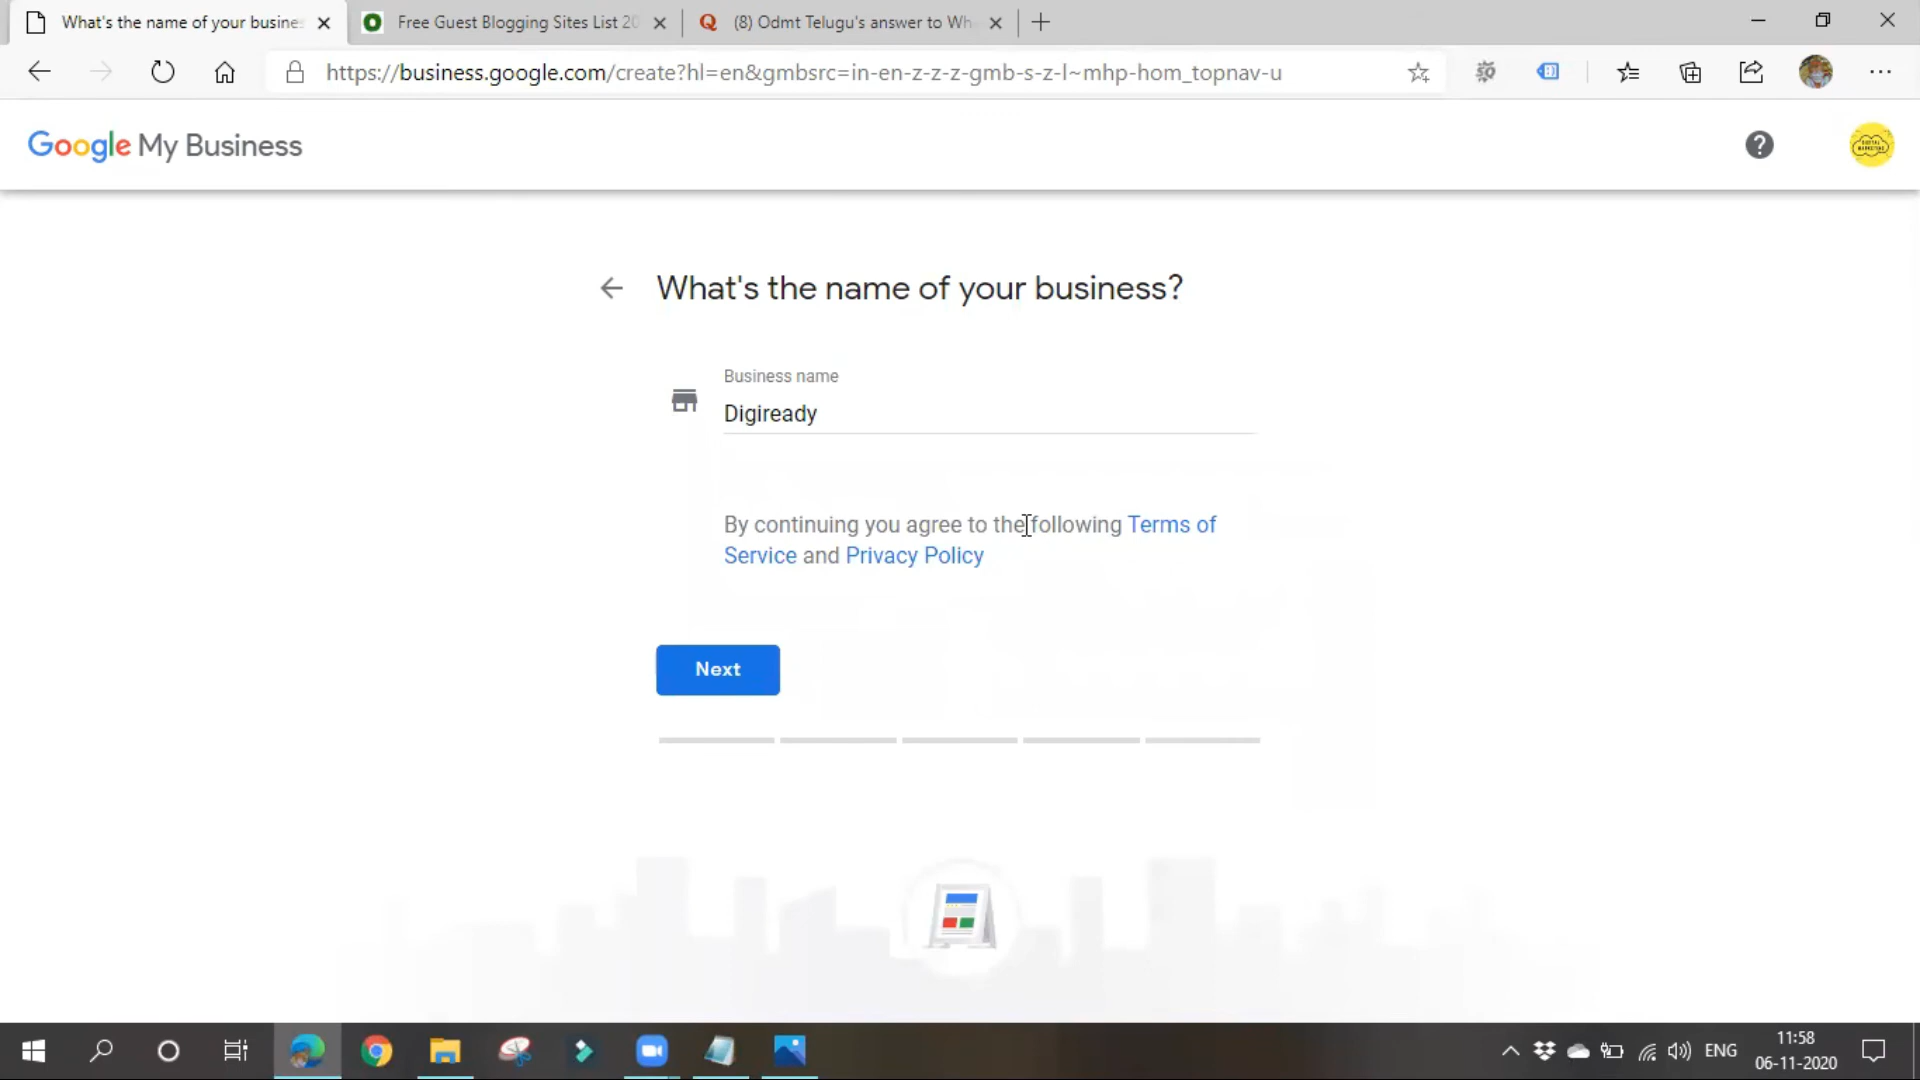 What's the name of your busine
Free Guest Blogging Sites List 20
(8) Odmt Telugu's answer to Wh
https://business.google.com/create?hl=en&gmbsrc=in-en-z-z-z-gmb-s-z-l~mhp-hom_topnav-u
Google My Business
What's the name of your business?
Business name
Digiready
By continuing you agree to the following Terms of
Service and Privacy Policy
Next
ENG
11:58
06-11-2020